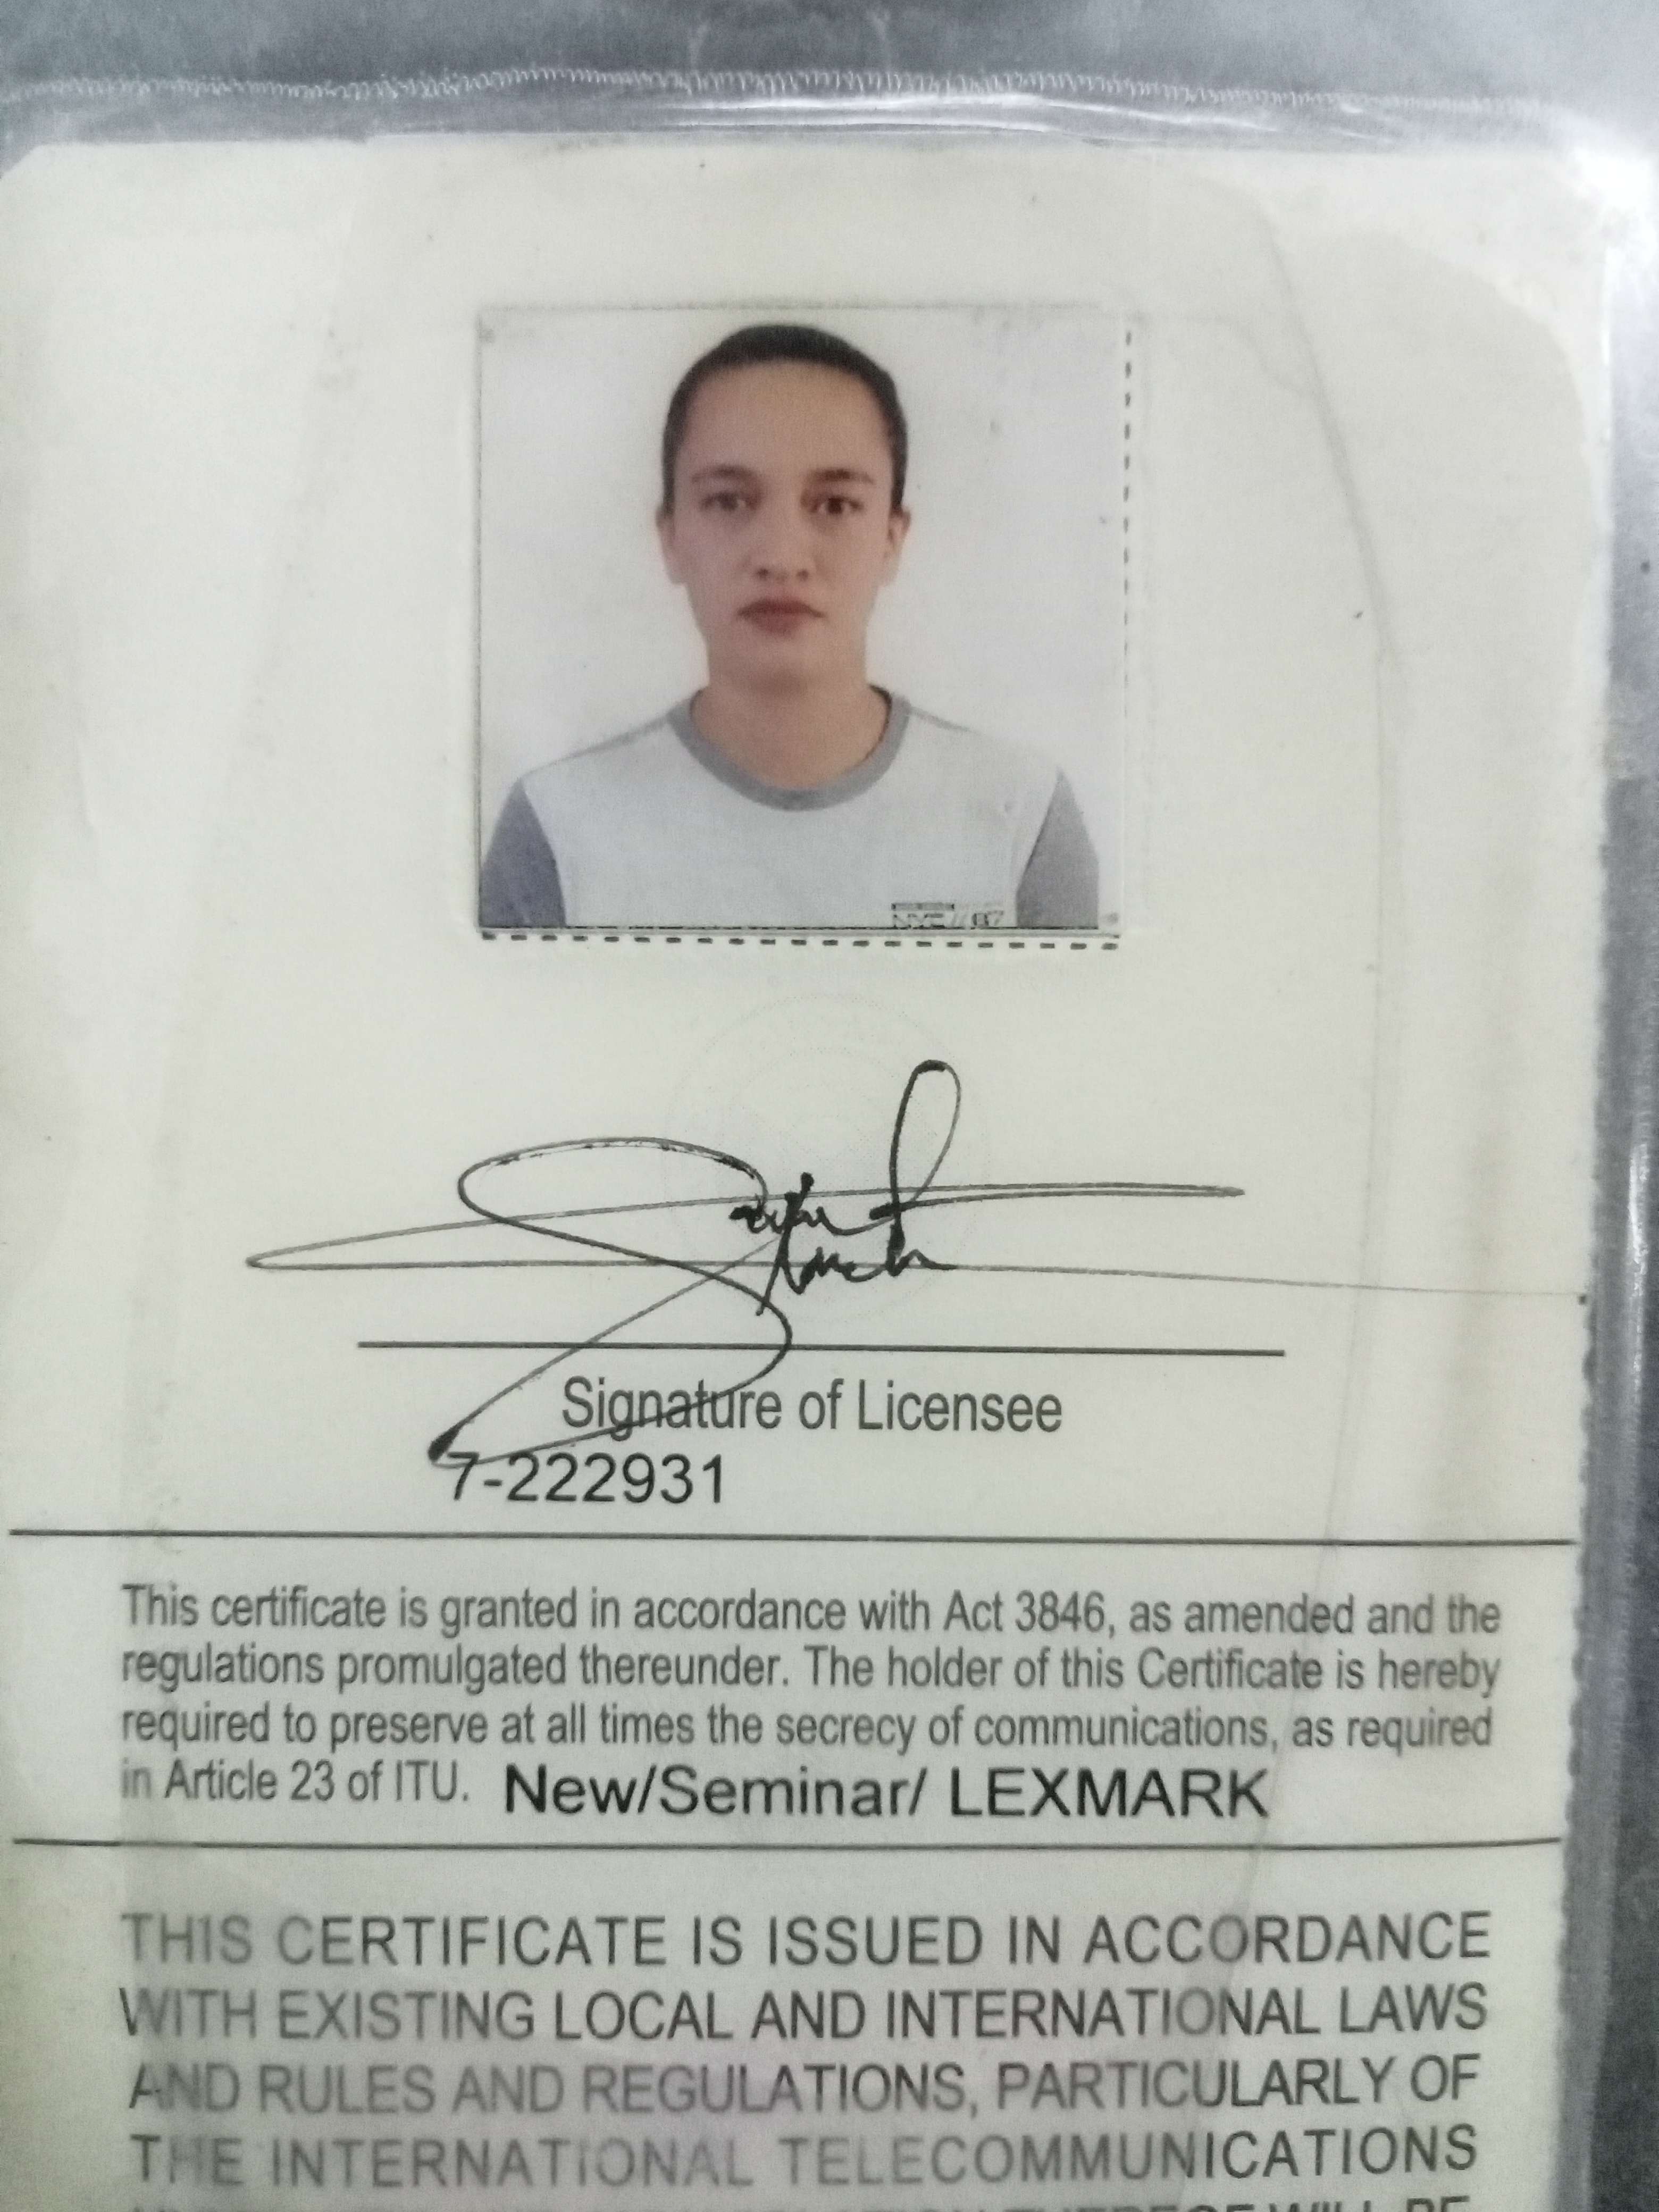 NYC//87
Signature of Licensee
7-222931
This certificate is granted in accordance with Act 3846, as amended and the
regulations promulgated thereunder. The holder of this Certificate is hereby
required to preserve at all times the secrecy of communications, as required
in Article 23 of ITU. New/Seminar/ LEXMARK
THIS CERTIFICATE IS ISSUED IN ACCORDANCE
WITH EXISTING LOCAL AND INTERNATIONAL LAWS
AND RULES AND REGULATIONS, PARTICULARLY OF
THE INTERNATIONAL TELECOMMUNICATIONS